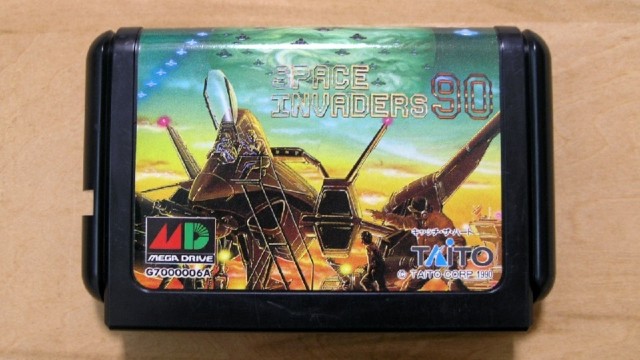 SPACE
INVADERS 90
MD
MEGA DRIVE
G7000006A
キャッチ・ザ・ハート
TAITO
© TAITO CORP. 1990